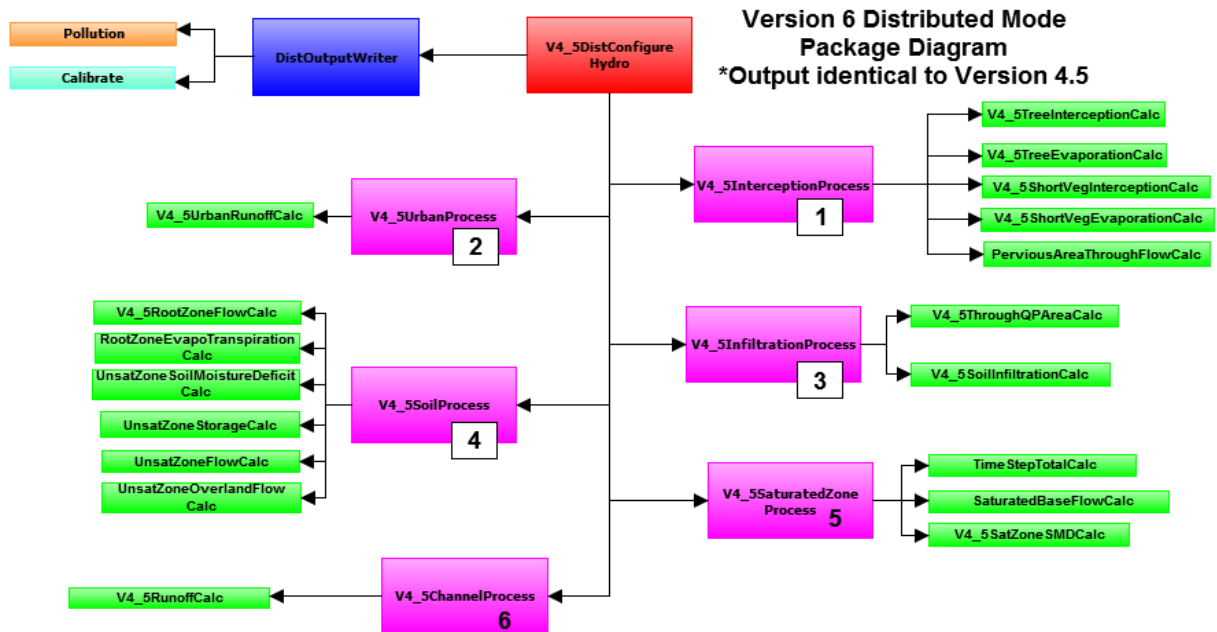 Version 6 Distributed Mode
Package Diagram
*Output identical to Version 4.5
Pollution
Calibrate
DistOutputWriter
V4_5DistConfigure
Hydro
V4_5InterceptionProcess
1
V4_5TreeInterceptionCalc
V4_5TreeEvaporationCalc
V4_5ShortVegInterceptionCalc
V4_5ShortVegEvaporationCalc
PerviousAreaThroughFlowCalc
V4_5UrbanRunoffCalc
V4_5UrbanProcess
2
V4_5InfiltrationProcess
3
V4_5ThroughQPAreaCalc
V4_5SoilInfiltrationCalc
V4_5RootZoneFlowCalc
RootZoneEvapoTranspiration
Calc
UnsatZoneSoilMoistureDeficit
Calc
UnsatZoneStorageCalc
UnsatZoneFlowCalc
UnsatZoneOverlandFlow
Calc
V4_5SoilProcess
4
V4_5SaturatedZone
Process
5
TimeStepTotalCalc
SaturatedBaseFlowCalc
V4_5SatZoneSMDCalc
V4_5RunoffCalc
V4_5ChannelProcess
6